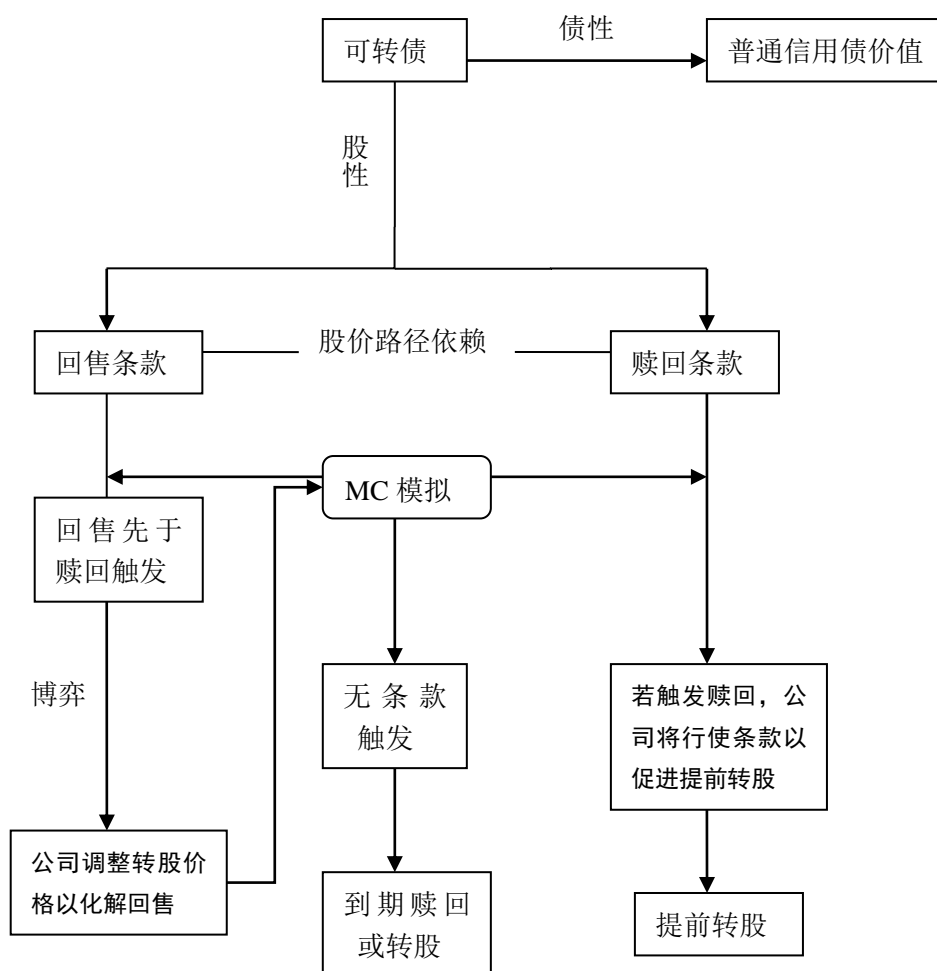 可转债
债性
普通信用债价值
股
性
回售条款
股价路径依赖
赎回条款
MC 模拟
回售先于
赎回触发
博弈
无条款
触发
若触发赎回，公
司将行使条款以
促进提前转股
公司调整转股价
格以化解回售
到期赎回
或转股
提前转股